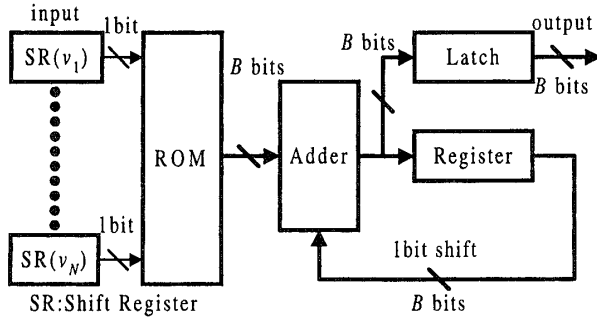 input
1bit
SR(v1)
ROM
B bits
Adder
B bits
Latch
output
B bits
Register
1bit
SR(vN)
1bit shift
B bits
SR:Shift Register